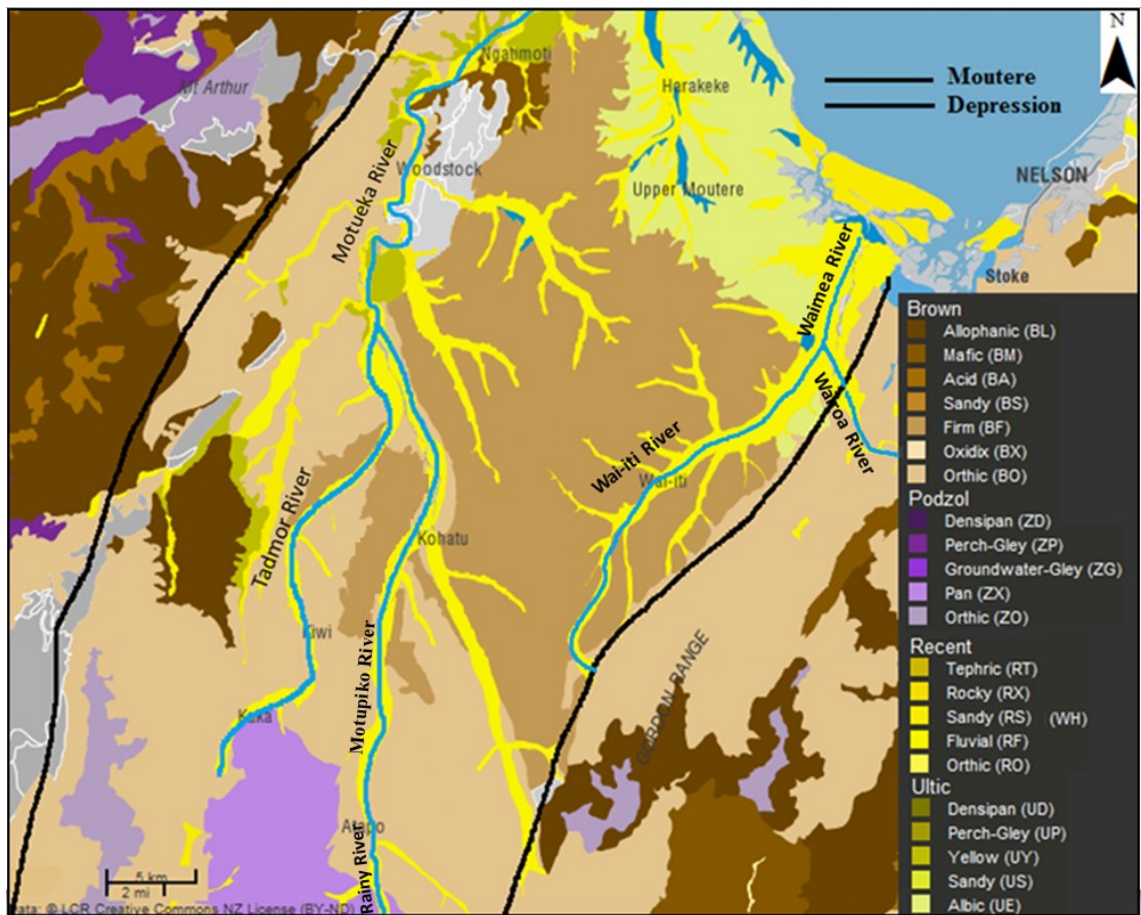 N
Ngatimoti
Moutere
Depression
Mt Arthur
Harakeke
Woodstock
NELSON
Motueka River
Upper Moutere
Waimea River
Stoke
Wairoa River
Wai-iti River
Wai-iti
Tadmor River
Kohatu
Kiwi
Motupiko River
GORDON RANGE
Kaka
Atapo
Rainy River
5 km
2 mi
Data: © LCR Creative Commons NZ License (BY-ND)
Brown
Allophanic (BL)
Mafic (BM)
Acid (BA)
Sandy (BS)
Firm (BF)
Oxidix (BX)
Orthic (BO)
Podzol
Densipan (ZD)
Perch-Gley (ZP)
Groundwater-Gley (ZG)
Pan (ZX)
Orthic (ZO)
Recent
Tephric (RT)
Rocky (RX)
Sandy (RS) (WH)
Fluvial (RF)
Orthic (RO)
Ultic
Densipan (UD)
Perch-Gley (UP)
Yellow (UY)
Sandy (US)
Albic (UE)